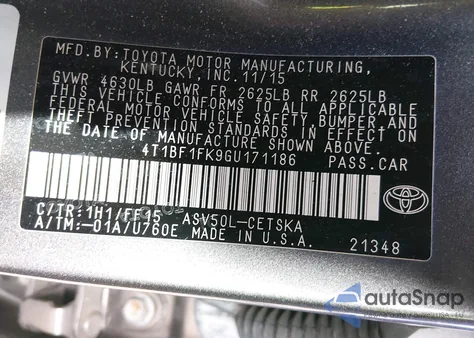 MFD.BY:TOYOTA MOTOR MANUFACTURING,
KENTUCKY, INC. 11/15
GVWR 4630LB GAWR FR 2625LB RR 2625LB
THIS VEHICLE CONFORMS TO ALL APPLICABLE
FEDERAL MOTOR VEHICLE SAFETY, BUMPER, AND
THEFT PREVENTION STANDARDS IN EFFECT ON
THE DATE OF MANUFACTURE SHOWN ABOVE.
4T1BF1FK9GU171186 PASS.CAR
C/TR:1H1/FF15 ASV50L-CETSKA
A/TM:-01A/U760E MADE IN U.S.A. 21348
autoSnap